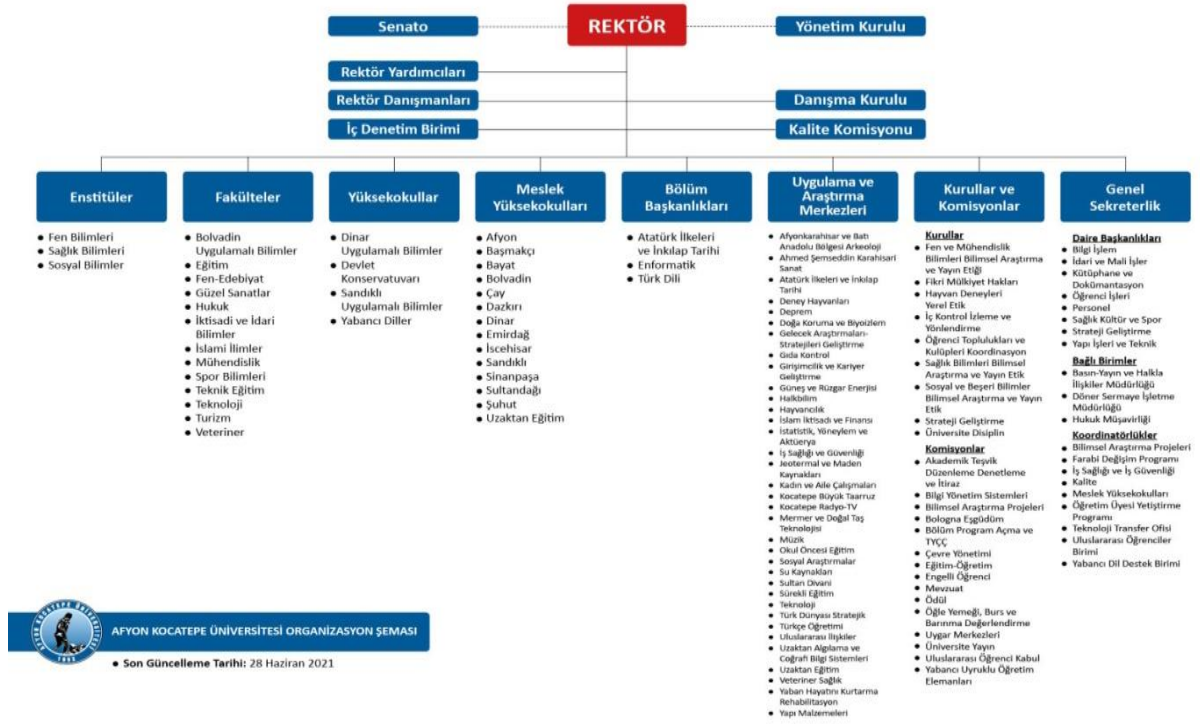 Senato
REKTÖR
Yönetim Kurulu
Rektör Yardımcıları
Rektör Danışmanları
Danışma Kurulu
İç Denetim Birimi
Kalite Komisyonu
Enstitüler
• Fen Bilimleri
• Sağlık Bilimleri
• Sosyal Bilimler
Fakülteler
• Bolvadin
Uygulamalı Bilimler
• Eğitim
• Fen-Edebiyat
• Güzel Sanatlar
• Hukuk
• İktisadi ve İdari
Bilimler
• İslami İlimler
• Mühendislik
• Spor Bilimleri
• Teknik Eğitim
• Teknoloji
• Turizm
• Veteriner
Yüksekokullar
• Dinar
Uygulamalı Bilimler
• Devlet
Konservatuvarı
• Sandıklı
Uygulamalı Bilimler
• Yabancı Diller
Meslek
Yüksekokulları
• Afyon
• Başmakçı
• Bayat
• Bolvadin
• Çay
• Dazkırı
• Dinar
• Emirdağ
• İscehisar
• Sandıklı
• Sinanpaşa
• Sultandağı
• Şuhut
• Uzaktan Eğitim
Bölüm
Başkanlıkları
• Atatürk İlkeleri
ve İnkılap Tarihi
• Enformatik
• Türk Dili
Uygulama ve
Araştırma
Merkezleri
• Afyonkarahisar ve Batı
Anadolu Bölgesi Arkeoloji
• Ahmed Şemseddin Karahisari
Sanat
• Atatürk İlkeleri ve İnkılap
Tarihi
• Deney Hayvanları
• Deprem
• Doğa Koruma ve Biyoizlem
• Gelecek Araştırmaları-
Stratejileri Geliştirme
• Gıda Kontrol
• Girişimcilik ve Kariyer
Geliştirme
• Güneş ve Rüzgar Enerjisi
• Halkbilim
• Hayvancılık
• İslam İktisadı ve Finansı
• İstatistik, Yöneylem ve
Aktüerya
• İş Sağlığı ve Güvenliği
• Jeotermal ve Maden
Kaynakları
• Kadın ve Aile Çalışmaları
• Kocatepe Büyük Taarruz
• Kocatepe Radyo-TV
• Mermer ve Doğal Taş
Teknolojisi
• Müzik
• Okul Öncesi Eğitim
• Sosyal Araştırmalar
• Su Kaynakları
• Sultan Divani
• Sürekli Eğitim
• Teknoloji
• Türk Dünyası Stratejik
• Türkçe Öğretimi
• Uluslararası İlişkiler
• Uzaktan Algılama ve
Coğrafi Bilgi Sistemleri
• Uzaktan Eğitim
• Veteriner Sağlık
• Yaban Hayatını Kurtarma
Rehabilitasyon
• Yapı Malzemeleri
Kurullar ve
Komisyonlar
Kurullar
• Fen ve Mühendislik
Bilimleri Bilimsel Araştırma
ve Yayın Etiği
• Fikri Mülkiyet Hakları
• Hayvan Deneyleri
Yerel Etik
• İç Kontrol İzleme ve
Yönlendirme
• Öğrenci Toplulukları ve
Kulüpleri Koordinasyon
• Sağlık Bilimleri Bilimsel
Araştırma ve Yayın Etik
• Sosyal ve Beşeri Bilimler
Bilimsel Araştırma ve Yayın
Etik
• Strateji Geliştirme
• Üniversite Disiplin
Komisyonlar
• Akademik Teşvik
Düzenleme Denetleme
ve İtiraz
• Bilgi Yönetim Sistemleri
• Bilimsel Araştırma Projeleri
• Bologna Eşgüdüm
• Bölüm Program Açma ve
TYÇÇ
• Çevre Yönetimi
• Eğitim-Öğretim
• Engelli Öğrenci
• Mevzuat
• Ödül
• Öğle Yemeği, Burs ve
Barınma Değerlendirme
• Uygar Merkezleri
• Üniversite Yayın
• Uluslararası Öğrenci Kabul
• Yabancı Uyruklu Öğretim
Elemanları
Genel
Sekreterlik
Daire Başkanlıkları
• Bilgi İşlem
• İdari ve Mali İşler
• Kütüphane ve
Dokümantasyon
• Öğrenci İşleri
• Personel
• Sağlık Kültür ve Spor
• Strateji Geliştirme
• Yapı İşleri ve Teknik
Bağlı Birimler
• Basın-Yayın ve Halkla
İlişkiler Müdürlüğü
• Döner Sermaye İşletme
Müdürlüğü
• Hukuk Müşavirliği
Koordinatörlükler
• Bilimsel Araştırma Projeleri
• Farabi Değişim Programı
• İş Sağlığı ve İş Güvenliği
• Kalite
• Meslek Yüksekokulları
• Öğretim Üyesi Yetiştirme
Programı
• Teknoloji Transfer Ofisi
• Uluslararası Öğrenciler
Birimi
• Yabancı Dil Destek Birimi
AFYON KOCATEPE ÜNİVERSİTESİ
1992
AFYON KOCATEPE ÜNİVERSİTESİ ORGANİZASYON ŞEMASI
• Son Güncelleme Tarihi: 28 Haziran 2021